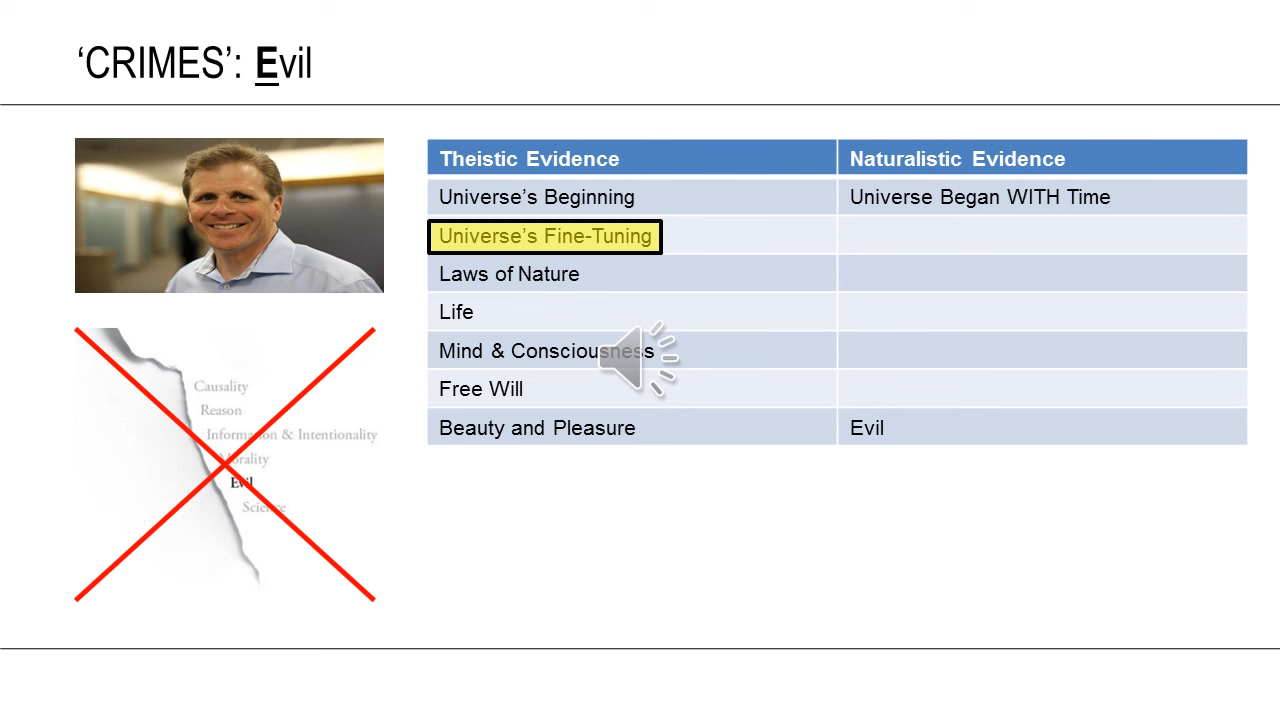 ‘CRIMES’: Evil
Theistic Evidence Naturalistic Evidence
Universe’s Beginning Universe Began WITH Time
Universe’s Fine-Tuning
Laws of Nature
Life
Mind & Consciousness
Free Will
Beauty and Pleasure Evil
Causality
Reason
Information & Intentionality
Morality
Evil
Science